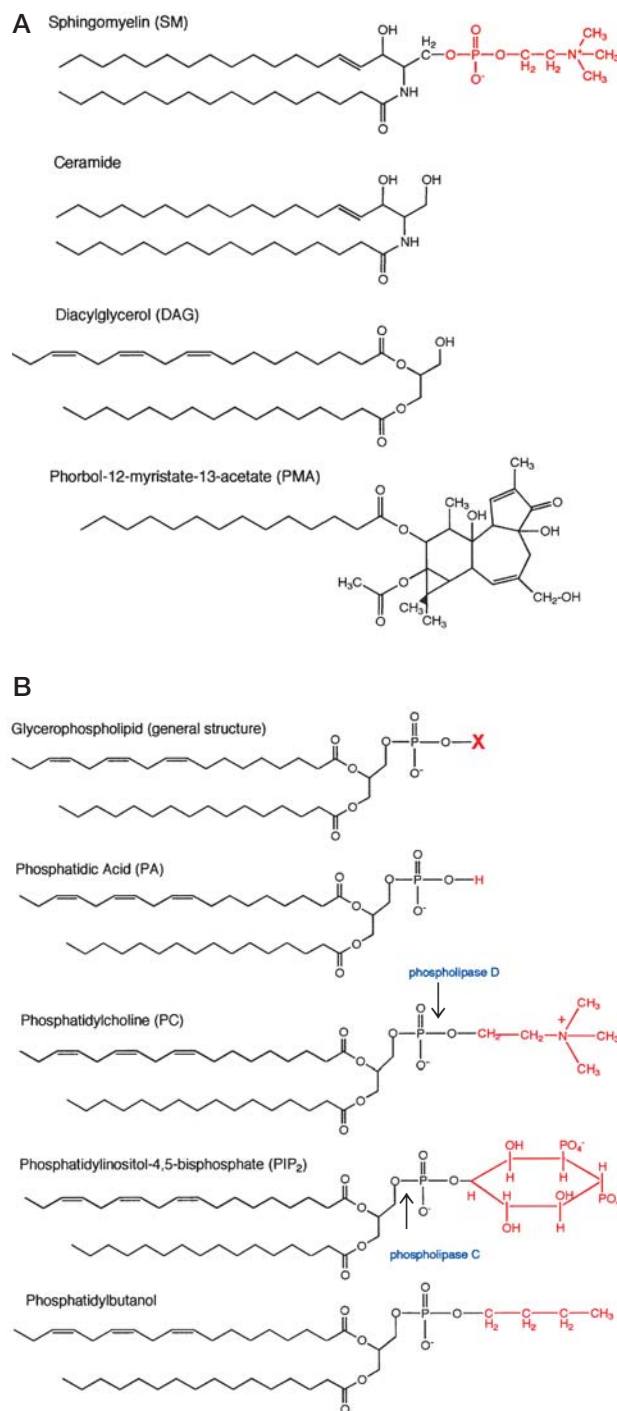 A
Sphingomyelin (SM)
OH
H₂
C
O
O
P
O
O⁻
C
H₂
C
H₂
N⁺
CH₃
CH₃
CH₃
NH
O
Ceramide
OH
OH
NH
O
Diacylglycerol (DAG)
O
O
OH
O
O
Phorbol-12-myristate-13-acetate (PMA)
CH₃
O
O
CH₃
OH
O
OH
O
H₃C
O
CH₃
CH₃
CH₂-OH
B
Glycerophospholipid (general structure)
O
O
P
O
X
O⁻
O
O
O
O
Phosphatidic Acid (PA)
O
O
P
O
H
O⁻
O
O
O
O
phospholipase D
Phosphatidylcholine (PC)
O
O
P
O
CH₂
CH₂
N
+
CH₃
CH₃
CH₃
O⁻
O
O
O
O
Phosphatidylinositol-4,5-bisphosphate (PIP₂)
O
O
P
O
O⁻
OH
PO₄⁻
H
H
H
H
H
OH
PO
OH
H
H
O
O
O
O
phospholipase C
Phosphatidylbutanol
O
O
P
O
C
H₂
C
H₂
C
H₂
CH₃
O⁻
O
O
O
O